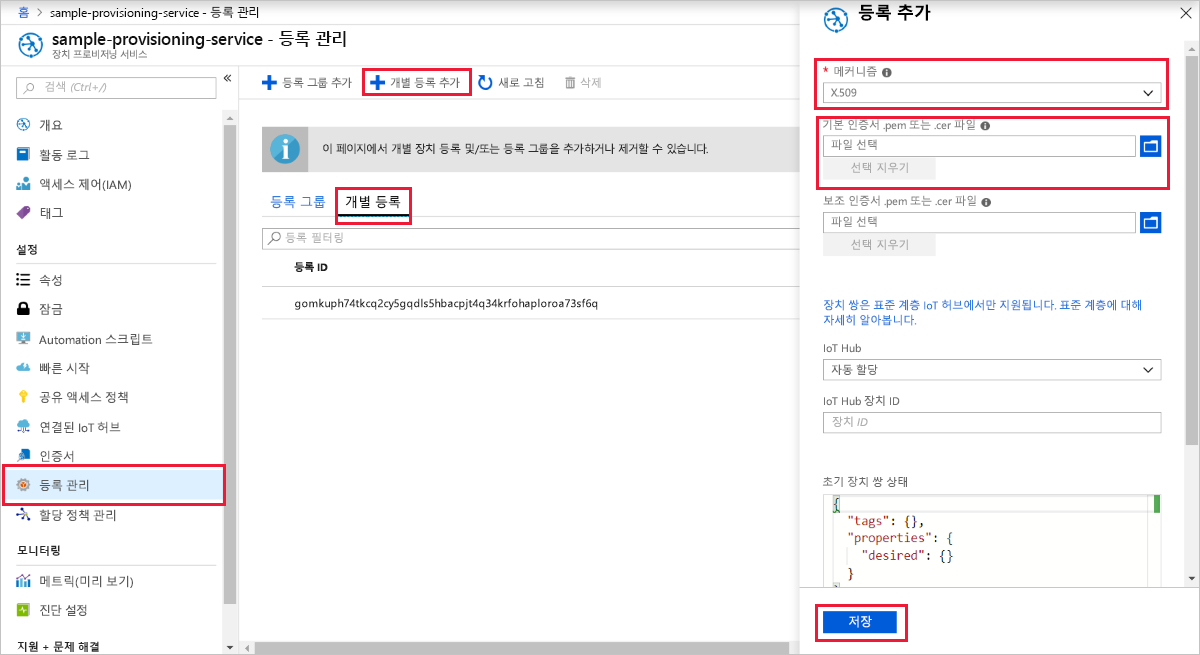 홈 > sample-provisioning-service - 등록 관리
sample-provisioning-service - 등록 관리
장치 프로비저닝 서비스
검색 (Ctrl+/)
개요
활동 로그
액세스 제어(IAM)
태그
설정
속성
잠금
Automation 스크립트
빠른 시작
공유 액세스 정책
연결된 IoT 허브
인증서
등록 관리
할당 정책 관리
모니터링
메트릭(미리 보기)
진단 설정
지원 + 문제 해결
등록 그룹 추가
개별 등록 추가
새로 고침
삭제
이 페이지에서 개별 장치 등록 및/또는 등록 그룹을 추가하거나 제거할 수 있습니다.
등록 그룹
개별 등록
등록 필터링
등록 ID
gomkuph74tkcq2cy5gqdls5hbacpjt4q34krfohaploroa73sf6q
등록 추가
* 메커니즘
X.509
기본 인증서 .pem 또는 .cer 파일
파일 선택
선택 지우기
보조 인증서 .pem 또는 .cer 파일
파일 선택
선택 지우기
장치 쌍은 표준 계층 IoT 허브에서만 지원됩니다. 표준 계층에 대해
자세히 알아봅니다.
IoT Hub
자동 할당
IoT Hub 장치 ID
장치 ID
초기 장치 쌍 상태
{
"tags": {},
"properties": {
"desired": {}
}
저장